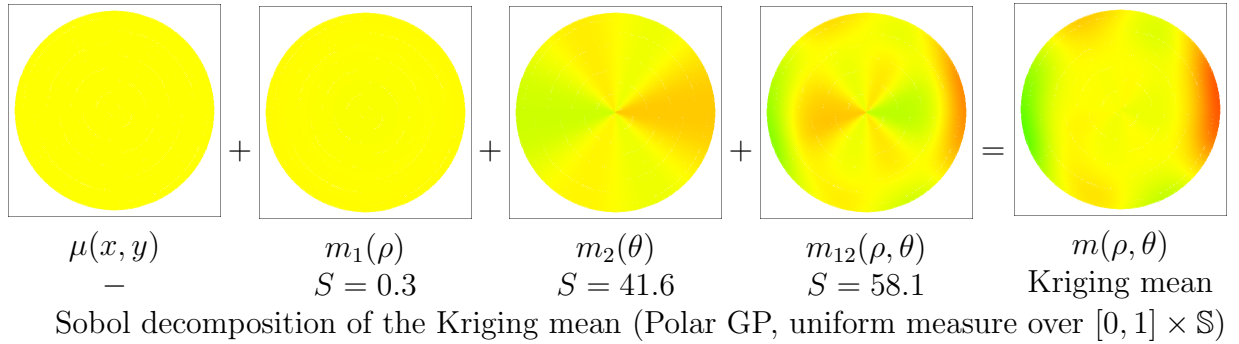 + + + =
μ(x, y) m₁(ρ) m₂(θ) m₁₂(ρ, θ) m(ρ, θ)
− S = 0.3 S = 41.6 S = 58.1 Kriging mean
Sobol decomposition of the Kriging mean (Polar GP, uniform measure over [0, 1] × 𝕊)